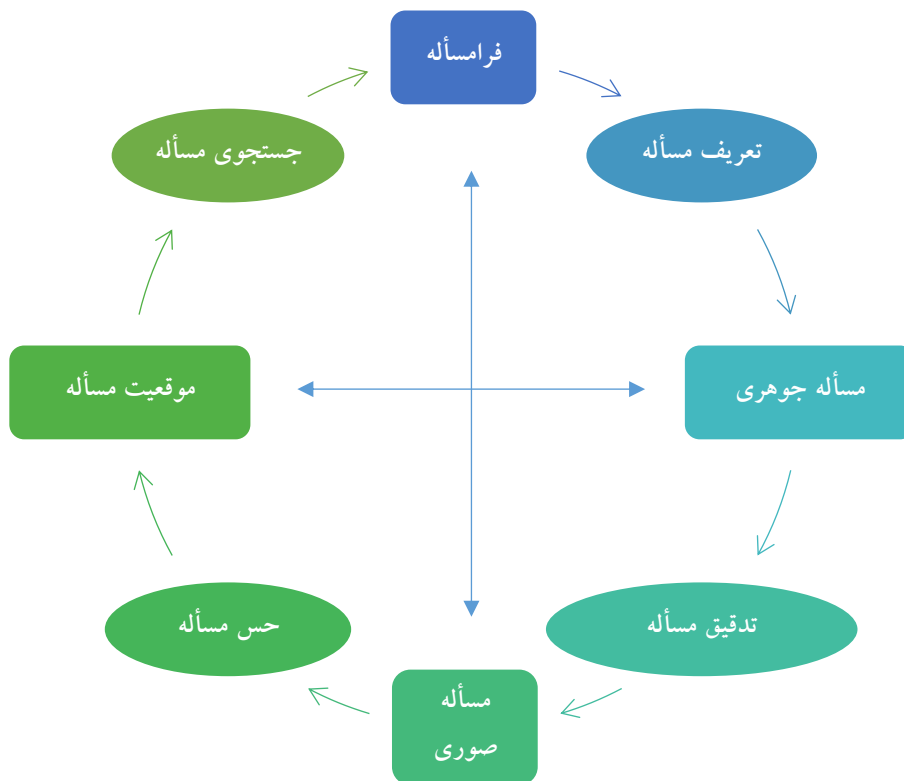 فرامسأله
جستجوی مسأله
تعریف مسأله
موقعیت مسأله
مسأله جوهری
حس مسأله
تدقیق مسأله
مسأله
صوری